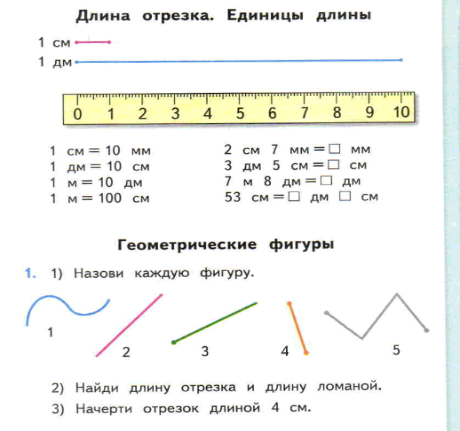 Длина отрезка. Единицы длины
1 см
1 дм
0 1 2 3 4 5 6 7 8 9 10
1 см = 10 мм 2 см 7 мм = □ мм
1 дм = 10 см 3 дм 5 см = □ см
1 м = 10 дм 7 м 8 дм = □ дм
1 м = 100 см 53 см = □ дм □ см
Геометрические фигуры
1. 1) Назови каждую фигуру.
1 2 3 4 5
2) Найди длину отрезка и длину ломаной.
3) Начерти отрезок длиной 4 см.